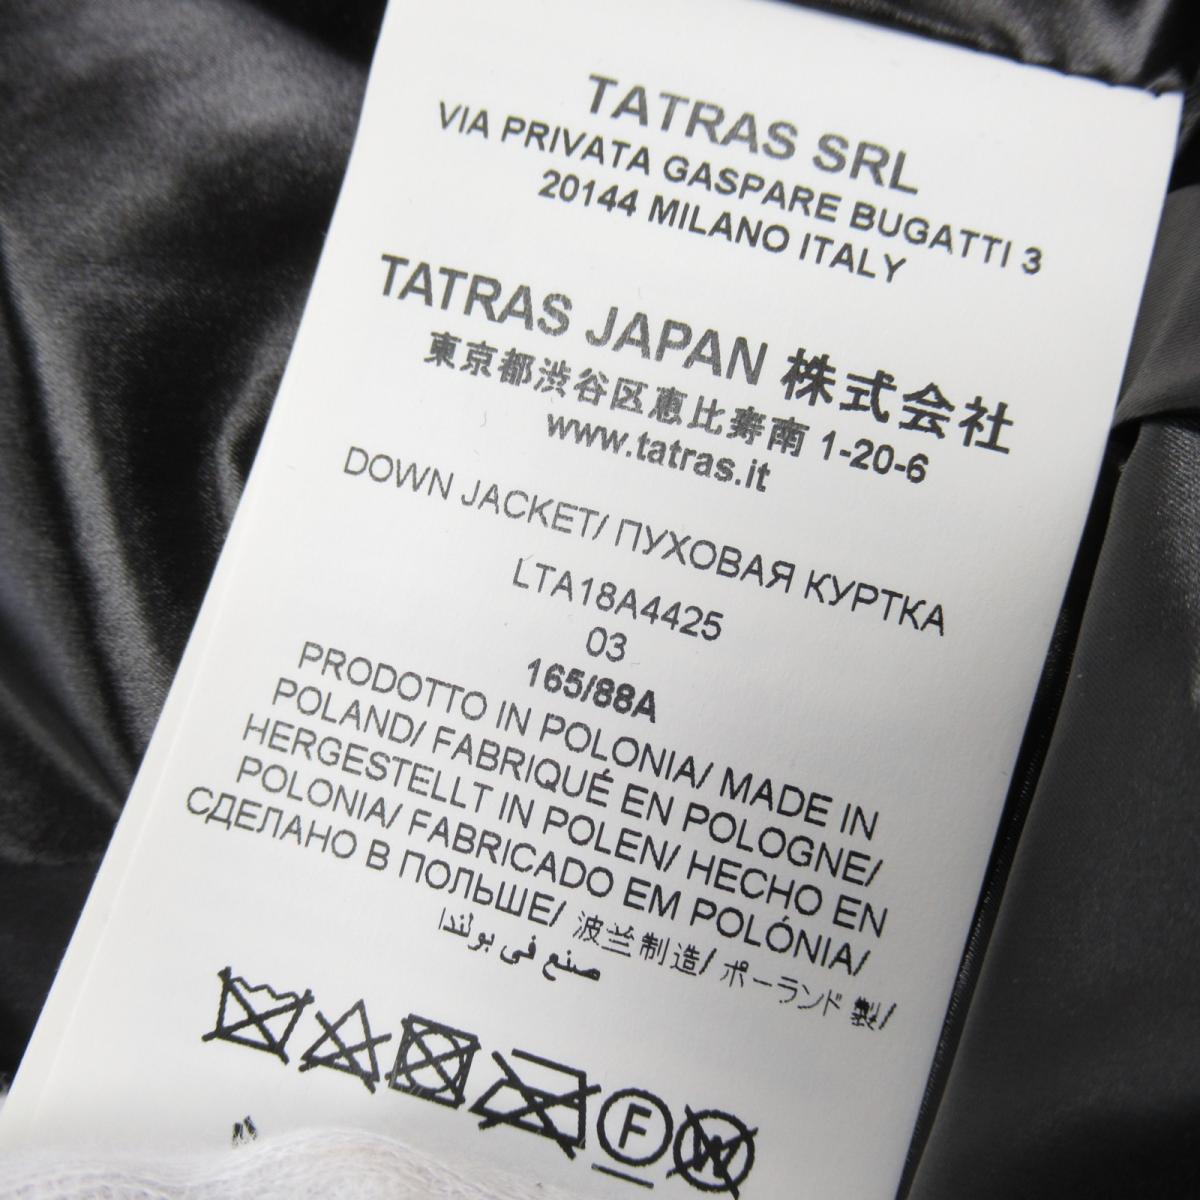 TATRAS SRL
VIA PRIVATA GASPARE BUGATTI 3
20144 MILANO ITALY
TATRAS JAPAN 株式会社
東京都渋谷区恵比寿南 1-20-6
www.tatras.it
DOWN JACKET/ ПУХОВАЯ КУРТКА
LTA18A4425
03
165/88A
PRODOTTO IN POLONIA/ MADE IN
POLAND/ FABRIQUÉ EN POLOGNE/
HERGESTELLT IN POLEN/ HECHO EN
POLONIA/ FABRICADO EM POLÓNIA/
СДЕЛАНО В ПОЛЬШЕ/ 波兰制造/ ポーランド 製/
صنع في بولندا
F W